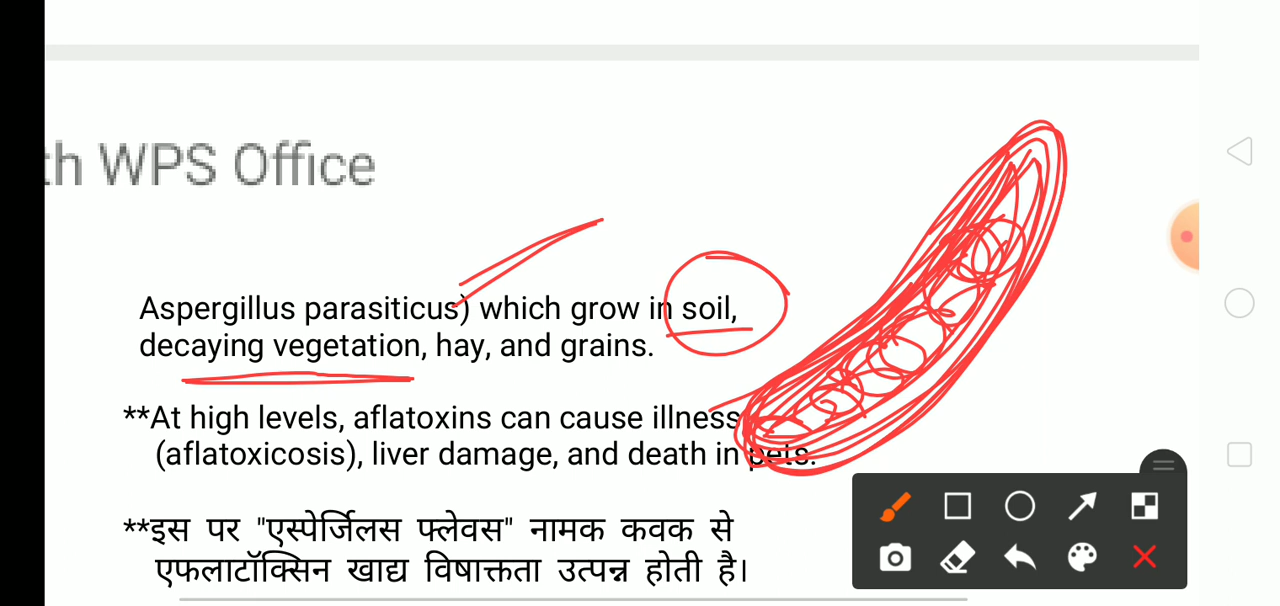 th WPS Office
Aspergillus parasiticus) which grow in soil,
decaying vegetation, hay, and grains.
**At high levels, aflatoxins can cause illness
(aflatoxicosis), liver damage, and death in pets.
**इस पर "एस्पेर्जिलस फ्लेवस" नामक कवक से
एफलाटॉक्सिन खाद्य विषाक्तता उत्पन्न होती है।